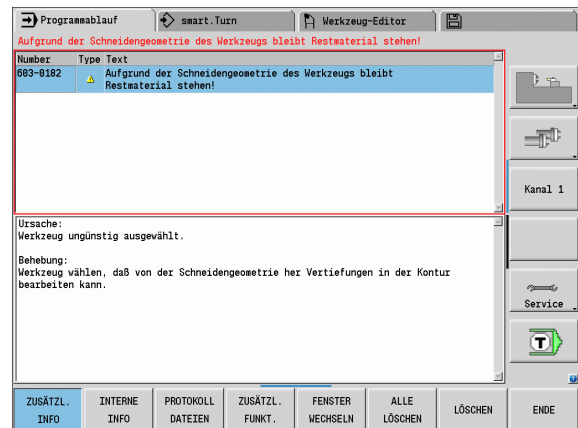 Programmablauf
smart.Turn
Werkzeug-Editor
Aufgrund der Schneidengeometrie des Werkzeugs bleibt Restmaterial stehen!
Number Type Text
603-0182 Aufgrund der Schneidengeometrie des Werkzeugs bleibt
Restmaterial stehen!
Kanal 1
Ursache:
Werkzeug ungünstig ausgewählt.
Behebung:
Werkzeug wählen, daß von der Schneidengeometrie her Vertiefungen in der Kontur
bearbeiten kann.
Service
T
ZUSÄTZL.
INFO
INTERNE
INFO
PROTOKOLL
DATEIEN
ZUSÄTZL.
FUNKT.
FENSTER
WECHSELN
ALLE
LÖSCHEN
LÖSCHEN
ENDE